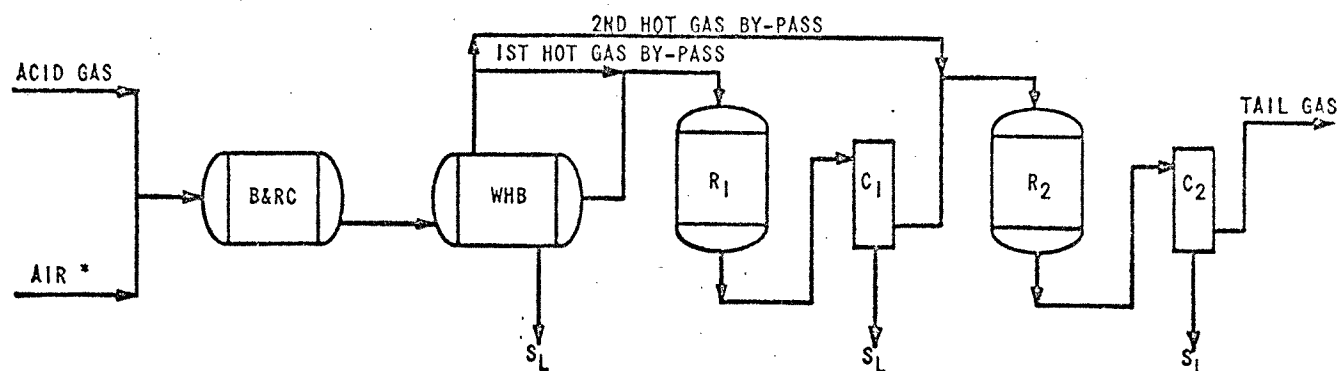 2ND HOT GAS BY-PASS
1ST HOT GAS BY-PASS
ACID GAS
TAIL GAS
B&RC
WHB
R1
C1
R2
C2
AIR *
SL
SL
SL